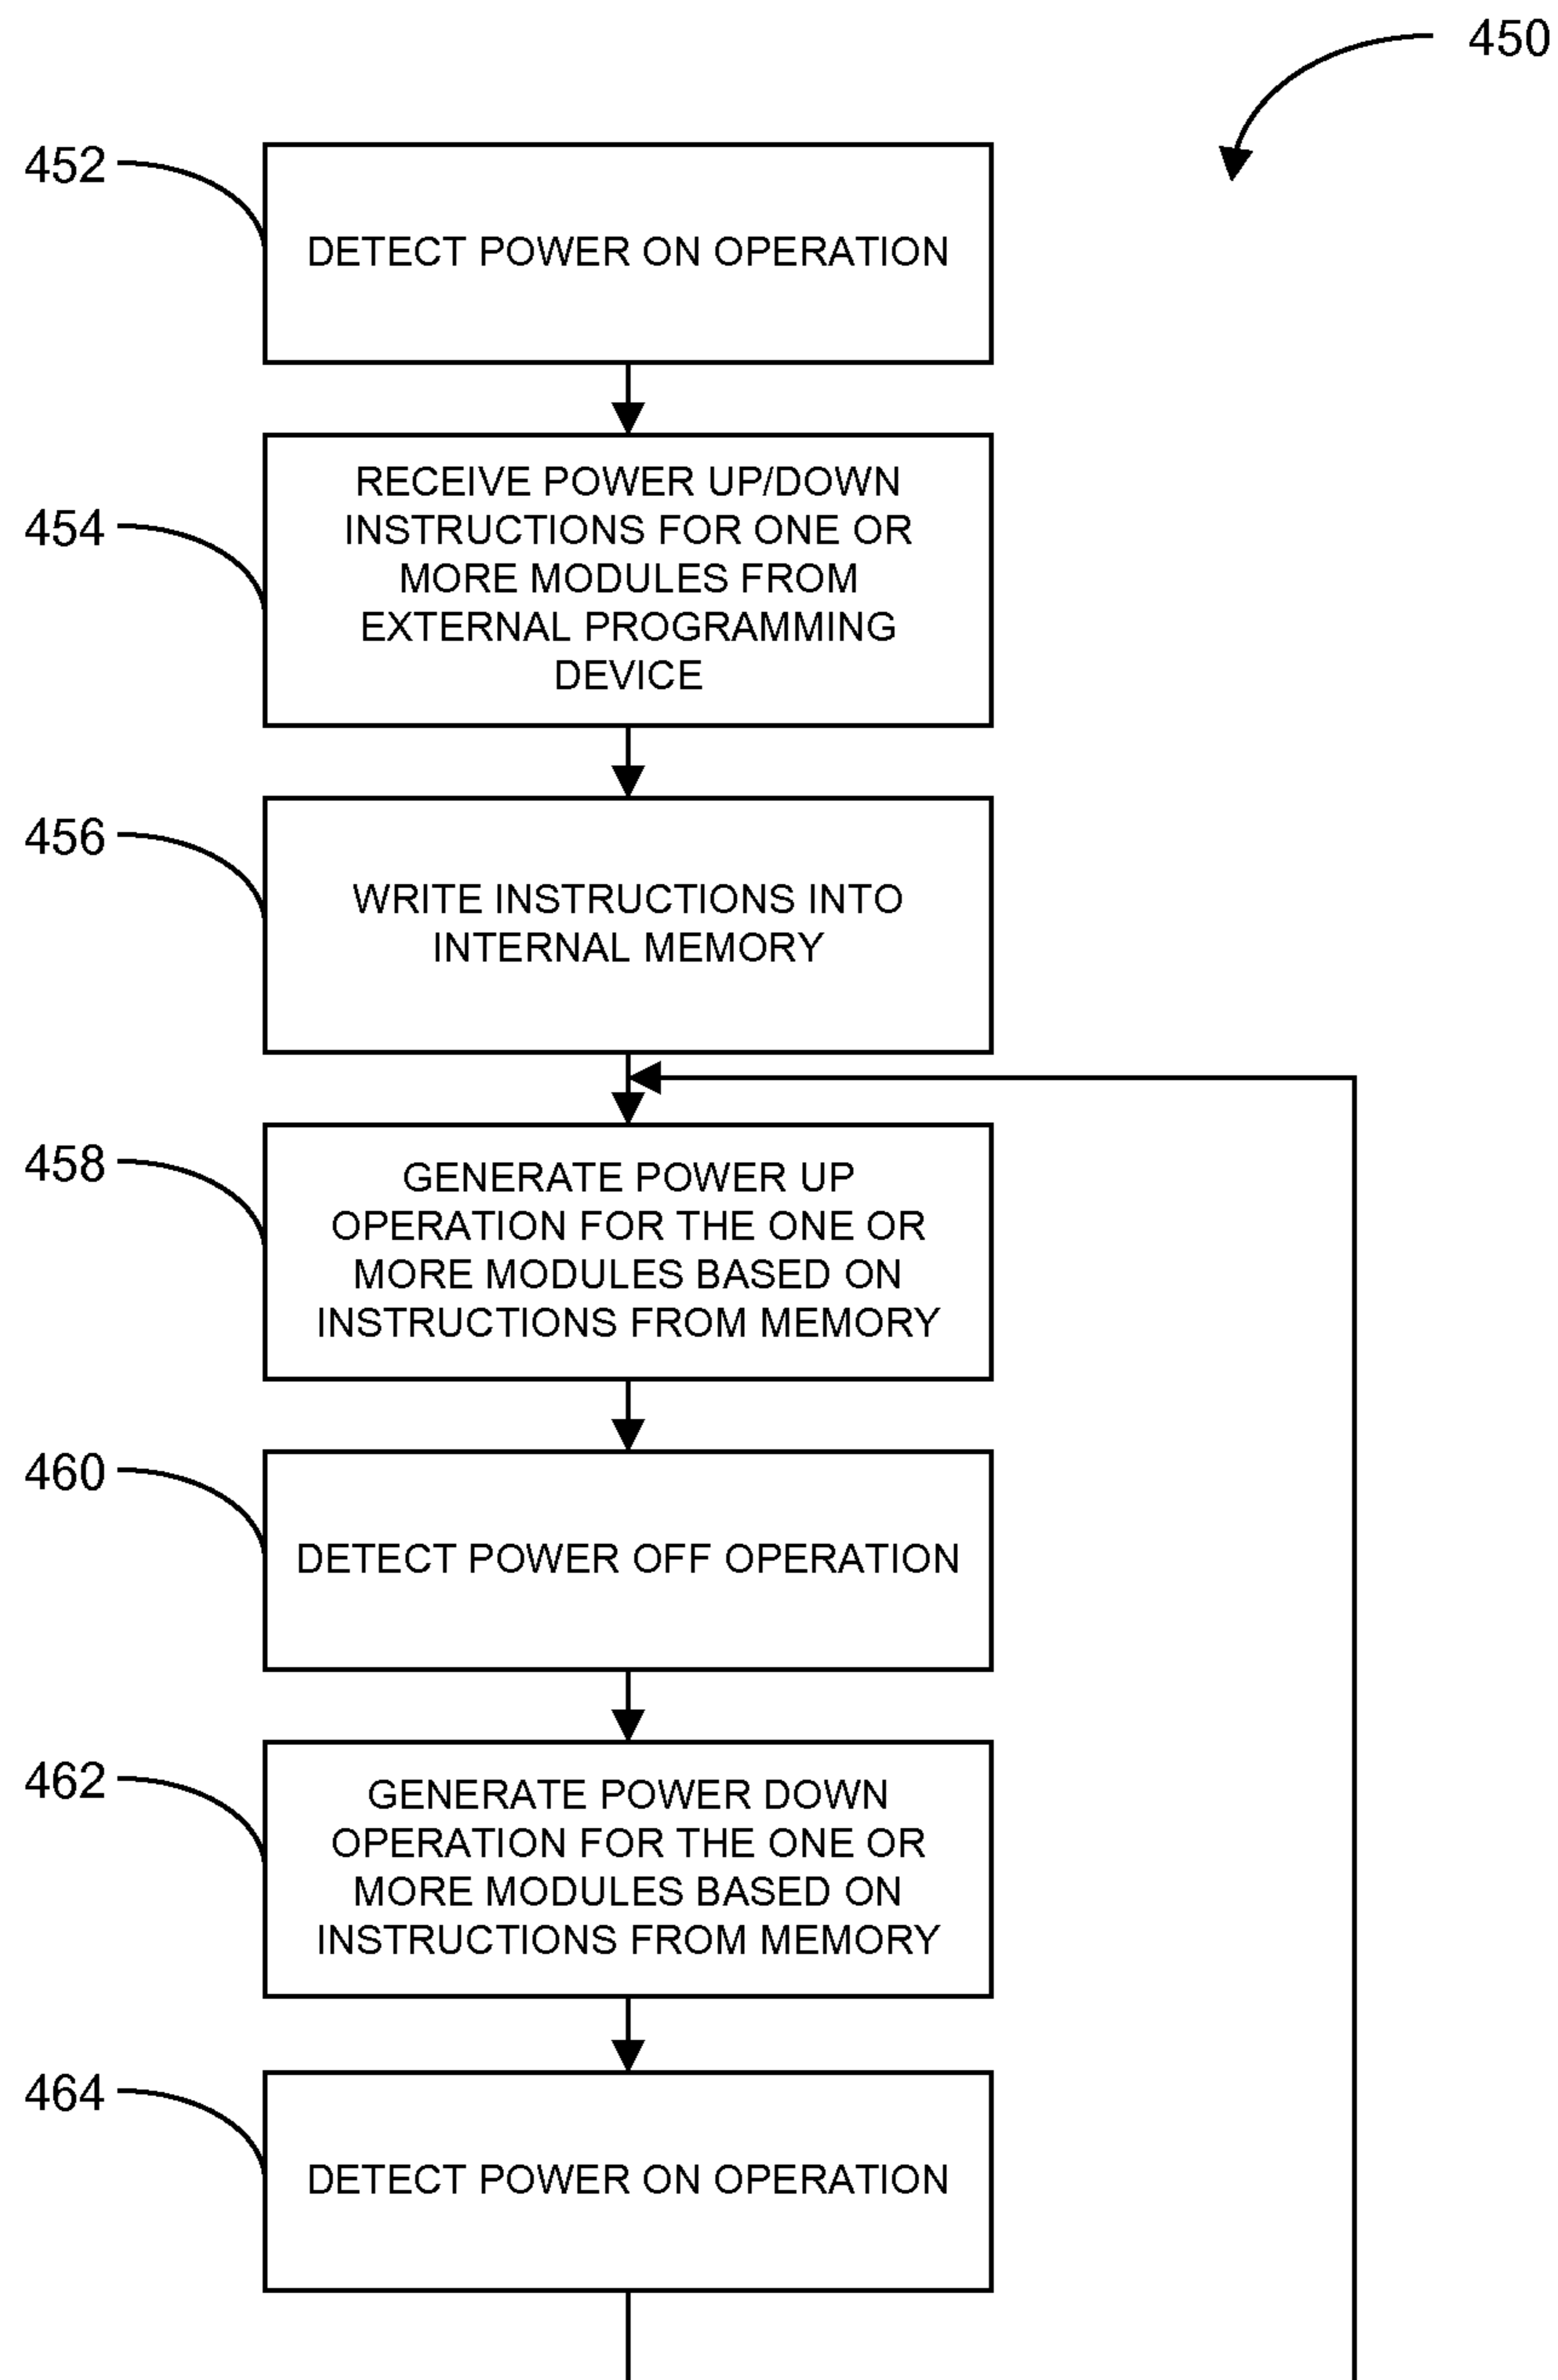 450
452
DETECT POWER ON OPERATION
454
RECEIVE POWER UP/DOWN
INSTRUCTIONS FOR ONE OR
MORE MODULES FROM
EXTERNAL PROGRAMMING
DEVICE
456
WRITE INSTRUCTIONS INTO
INTERNAL MEMORY
458
GENERATE POWER UP
OPERATION FOR THE ONE OR
MORE MODULES BASED ON
INSTRUCTIONS FROM MEMORY
460
DETECT POWER OFF OPERATION
462
GENERATE POWER DOWN
OPERATION FOR THE ONE OR
MORE MODULES BASED ON
INSTRUCTIONS FROM MEMORY
464
DETECT POWER ON OPERATION